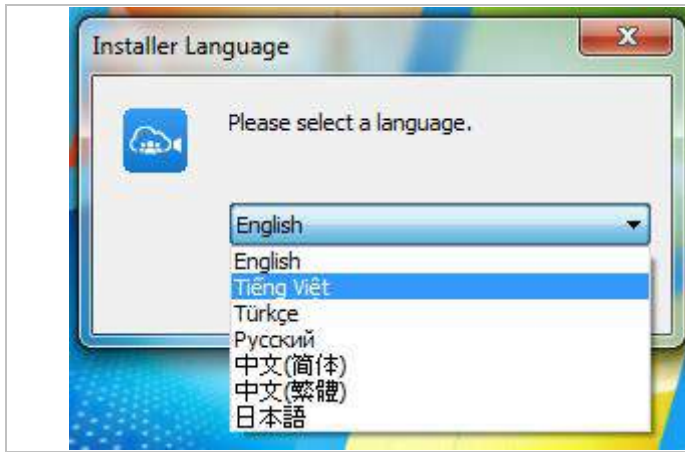 Installer Language
Please select a language.
English
English
Tiếng Việt
Türkçe
Русский
中文(简体)
中文(繁體)
日本語